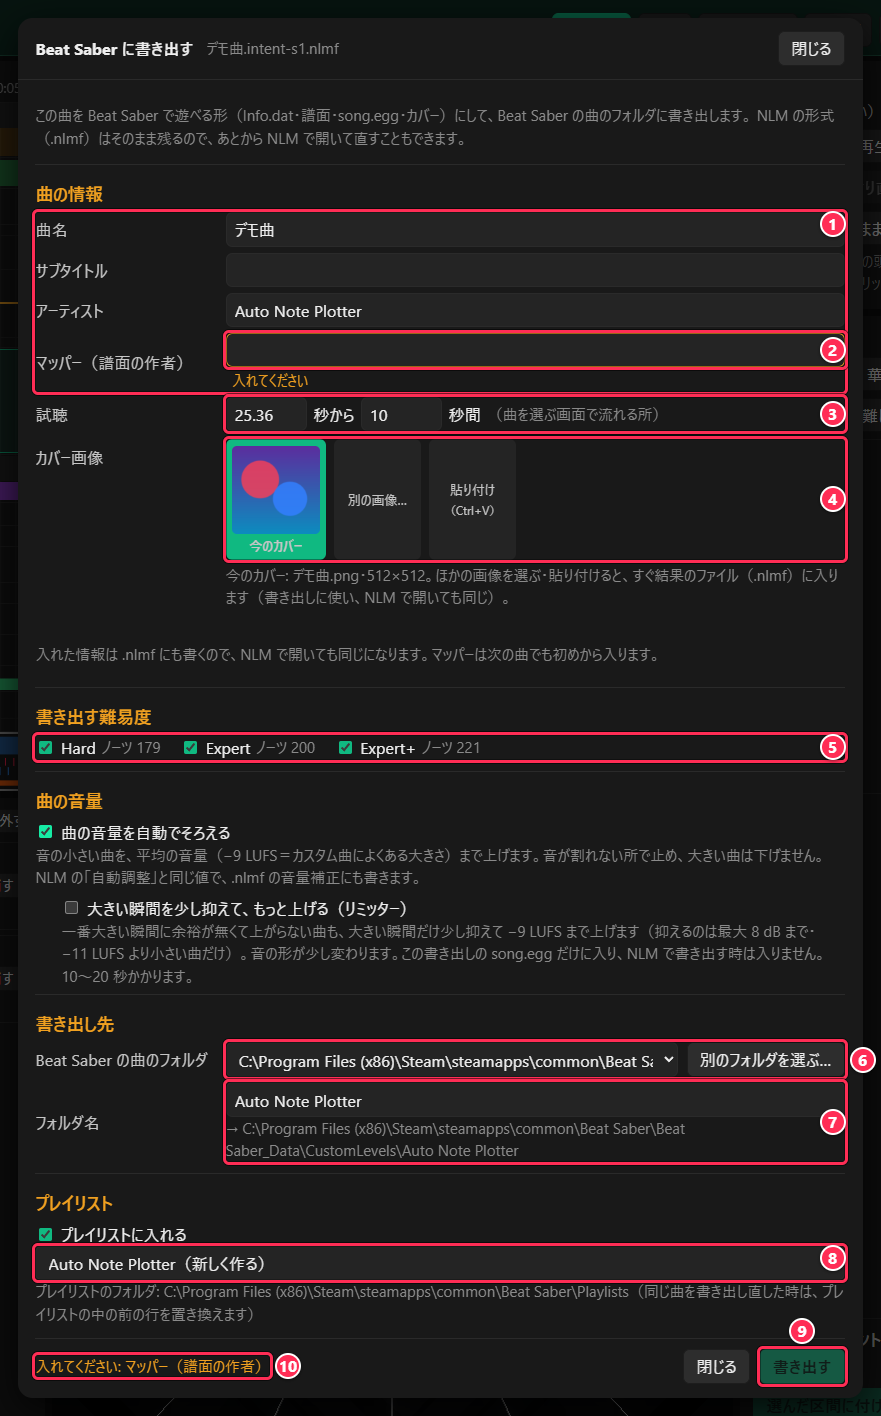 Beat Saber に書き出す デモ曲.intent-s1.nlmf 閉じる
この曲を Beat Saber で遊べる形（Info.dat･譜面･song.egg･カバー）にして、Beat Saber の曲のフォルダに書き出します。NLM の形式
（.nlmf）はそのまま残るので、あとから NLM で開いて直すこともできます。
曲の情報
曲名 デモ曲 1
サブタイトル
アーティスト Auto Note Plotter
マッパー（譜面の作者） 2
入れてください
試聴 25.36 秒から 10 秒間 （曲を選ぶ画面で流れる所） 3
カバー画像
今のカバー
別の画像...
貼り付け
（Ctrl+V）
4
今のカバー: デモ曲.png･512×512。ほかの画像を選ぶ･貼り付けると、すぐ結果のファイル（.nlmf）に入り
ます（書き出しに使い、NLM で開いても同じ）。
入れた情報は .nlmf にも書くので、NLM で開いても同じになります。マッパーは次の曲でも初めから入ります。
書き出す難易度
Hard ノーツ 179 Expert ノーツ 200 Expert+ ノーツ 221 5
曲の音量
曲の音量を自動でそろえる
音の小さい曲を、平均の音量（−9 LUFS＝カスタム曲によくある大きさ）まで上げます。音が割れない所で止め、大きい曲は下げません。
NLM の｢自動調整｣と同じ値で、.nlmf の音量補正にも書きます。
大きい瞬間を少し抑えて、もっと上げる（リミッター）
一番大きい瞬間に余裕が無くて上がらない曲も、大きい瞬間だけ少し抑えて −9 LUFS まで上げます（抑えるのは最大 8 dB まで･
−11 LUFS より小さい曲だけ）。音の形が少し変わります。この書き出しの song.egg だけに入り、NLM で書き出す時は入りません。
10～20 秒かかります。
書き出し先
Beat Saber の曲のフォルダ C:\Program Files (x86)\Steam\steamapps\common\Beat Sa 別のフォルダを選ぶ... 6
フォルダ名 Auto Note Plotter 7
→ C:\Program Files (x86)\Steam\steamapps\common\Beat Saber\Beat
Saber_Data\CustomLevels\Auto Note Plotter
プレイリスト
プレイリストに入れる
Auto Note Plotter（新しく作る） 8
プレイリストのフォルダ: C:\Program Files (x86)\Steam\steamapps\common\Beat Saber\Playlists（同じ曲を書き出し直した時は、プレ
イリストの中の前の行を置き換えます）
9
入れてください: マッパー（譜面の作者） 10 閉じる 書き出す